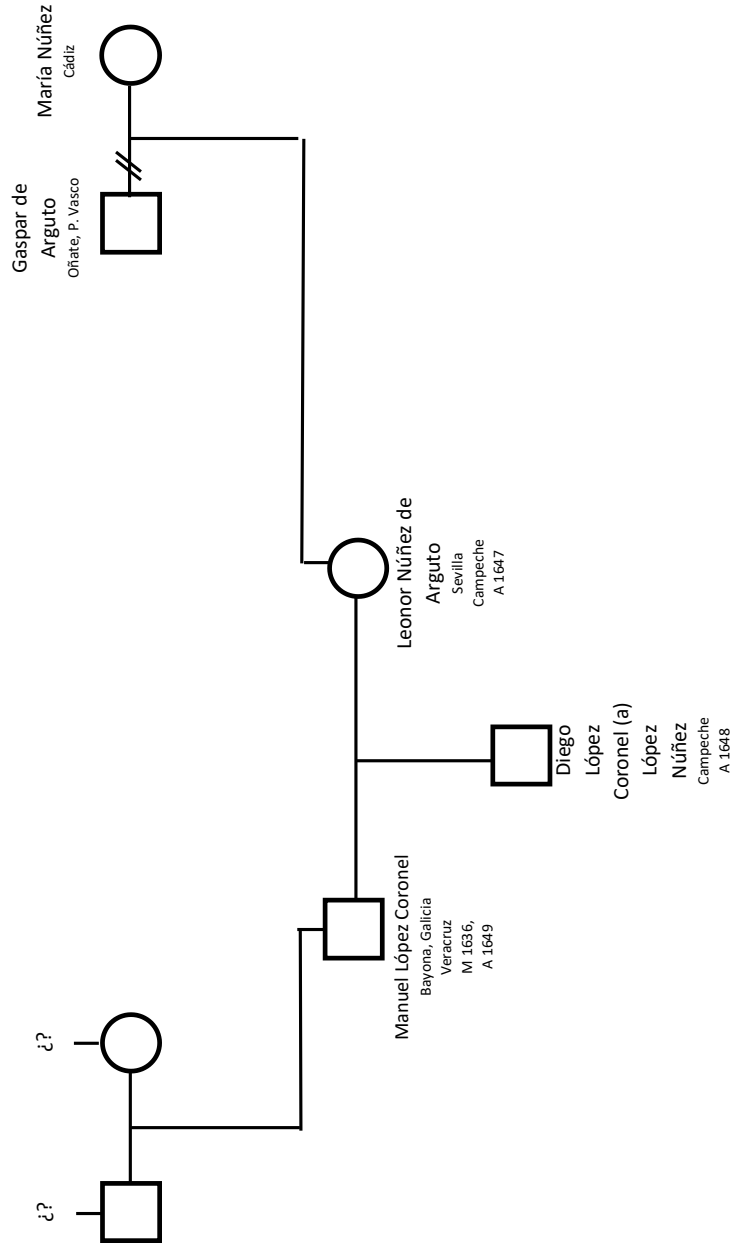 ¿?
¿?
Gaspar de
Arguto
Oñate, P. Vasco
María Núñez
Cádiz
Manuel López Coronel
Bayona, Galicia
Veracruz
M 1636,
A 1649
Leonor Núñez de
Arguto
Sevilla
Campeche
A 1647
Diego
López
Coronel (a)
López
Núñez
Campeche
A 1648